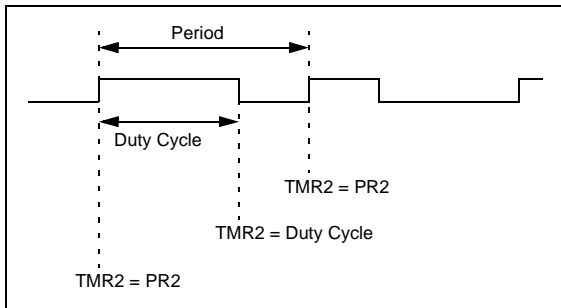 Period
Duty Cycle
TMR2 = PR2
TMR2 = Duty Cycle
TMR2 = PR2